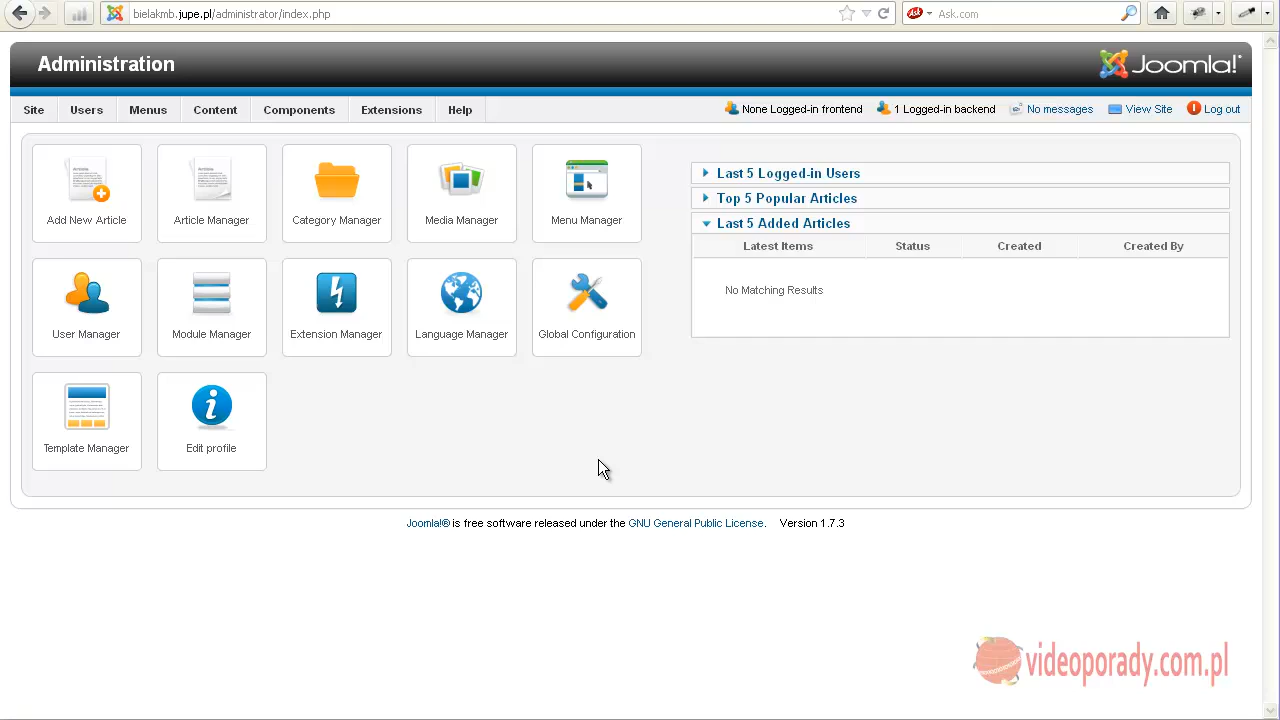 bielakmb.jupe.pl/administrator/index.php
Ask.com
Administration
Joomla!
Site Users Menus Content Components Extensions Help
None Logged-in frontend 1 Logged-in backend No messages View Site Log out
Add New Article Article Manager Category Manager Media Manager Menu Manager
User Manager Module Manager Extension Manager Language Manager Global Configuration
Template Manager Edit profile
Last 5 Logged-in Users
Top 5 Popular Articles
Last 5 Added Articles
Latest Items Status Created Created By
No Matching Results
Joomla!® is free software released under the GNU General Public License. Version 1.7.3
videoporady.com.pl